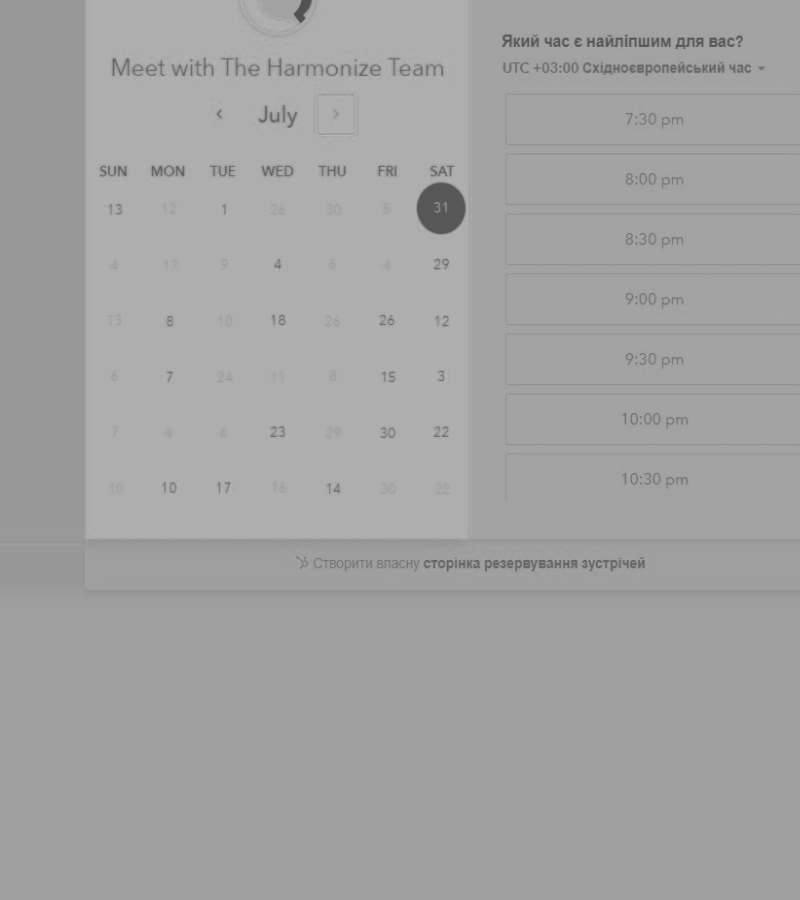 Meet with The Harmonize Team
July
SUN MON TUE WED THU FRI SAT
13 12 1 26 30 5 31
4 17 9 4 6 4 29
13 8 10 18 26 26 12
6 7 24 11 8 15 3
7 4 6 23 29 30 22
10 10 17 16 14 30 22
Який час є найліпшим для вас?
UTC +03:00 Східноєвропейський час
7:30 pm
8:00 pm
8:30 pm
9:00 pm
9:30 pm
10:00 pm
10:30 pm
Створити власну сторінка резервування зустрічей